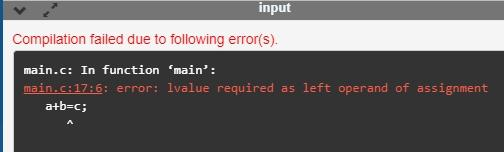 input
Compilation failed due to following error(s).
main.c: In function ‘main’:
main.c:17:6: error: lvalue required as left operand of assignment
a+b=c;
^